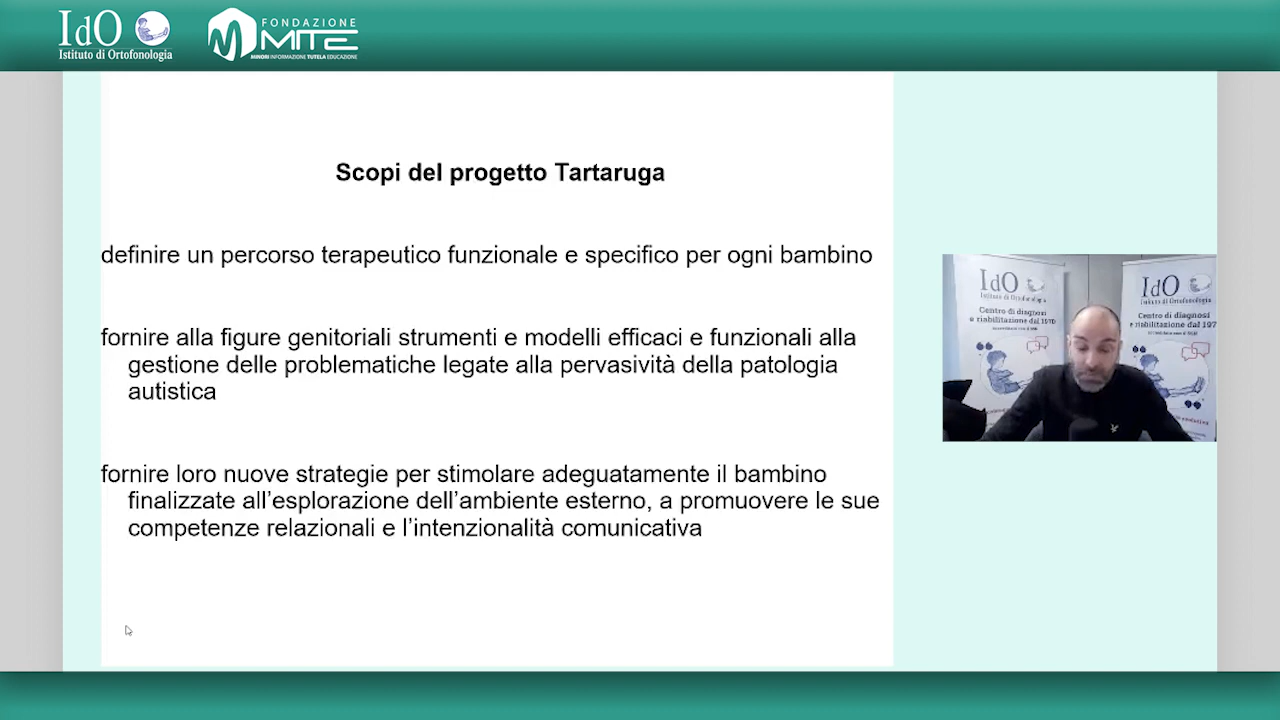 IdO
Istituto di Ortofonologia
FONDAZIONE
MITE
MINORI INFORMAZIONE TUTELA EDUCAZIONE
Scopi del progetto Tartaruga
definire un percorso terapeutico funzionale e specifico per ogni bambino
fornire alla figure genitoriali strumenti e modelli efficaci e funzionali alla
gestione delle problematiche legate alla pervasività della patologia
autistica
fornire loro nuove strategie per stimolare adeguatamente il bambino
finalizzate all’esplorazione dell’ambiente esterno, a promuovere le sue
competenze relazionali e l’intenzionalità comunicativa
IdO
Istituto di Ortofonologia
Centro di diagnosi
e riabilitazione dal 1970
IdO
Istituto di Ortofonologia
Centro di diagnosi
e riabilitazione dal 197